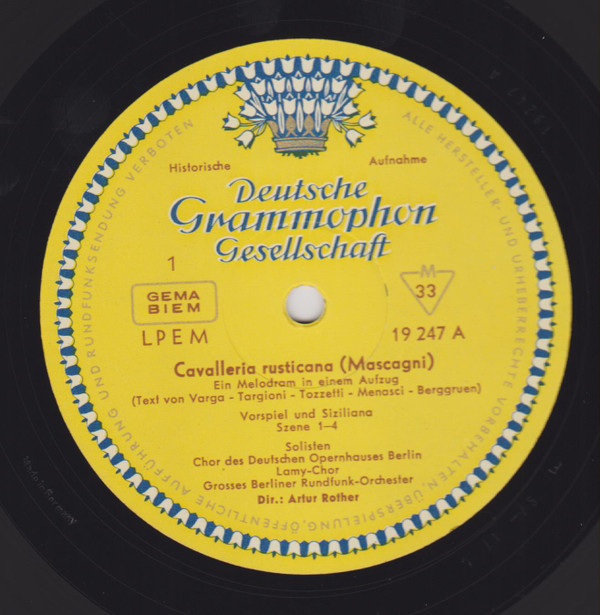 ALLE HERSTELLER- UND URHEBERRECHTE VORBEHALTEN. ÜBERSPIELUNG, ÖFFENTLICHE AUFFÜHRUNG UND RUNDFUNKSENDUNG VERBOTEN
Historische Aufnahme
Deutsche
Grammophon
Gesellschaft
1
GEMA
BIEM
M
33
LPEM
19 247 A
Cavalleria rusticana (Mascagni)
Ein Melodram in einem Aufzug
(Text von Varga - Targioni - Tozzetti - Menasci - Berggruen)
Vorspiel und Siziliana
Szene 1–4
Solisten
Chor des Deutschen Opernhauses Berlin
Lamy-Chor
Grosses Berliner Rundfunk-Orchester
Dir.: Artur Rother